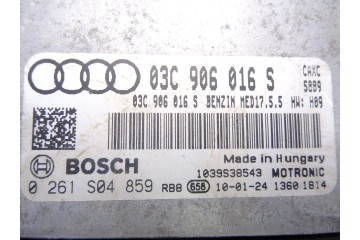 03C 906 016 S CAXC
5899
03C 906 016 S BENZIN MED17.5.5 HW: H09
BOSCH
Made in Hungary
1039S38543 MOTRONIC
0 261 S04 859 RB8 658 10-01-24 1360 1814